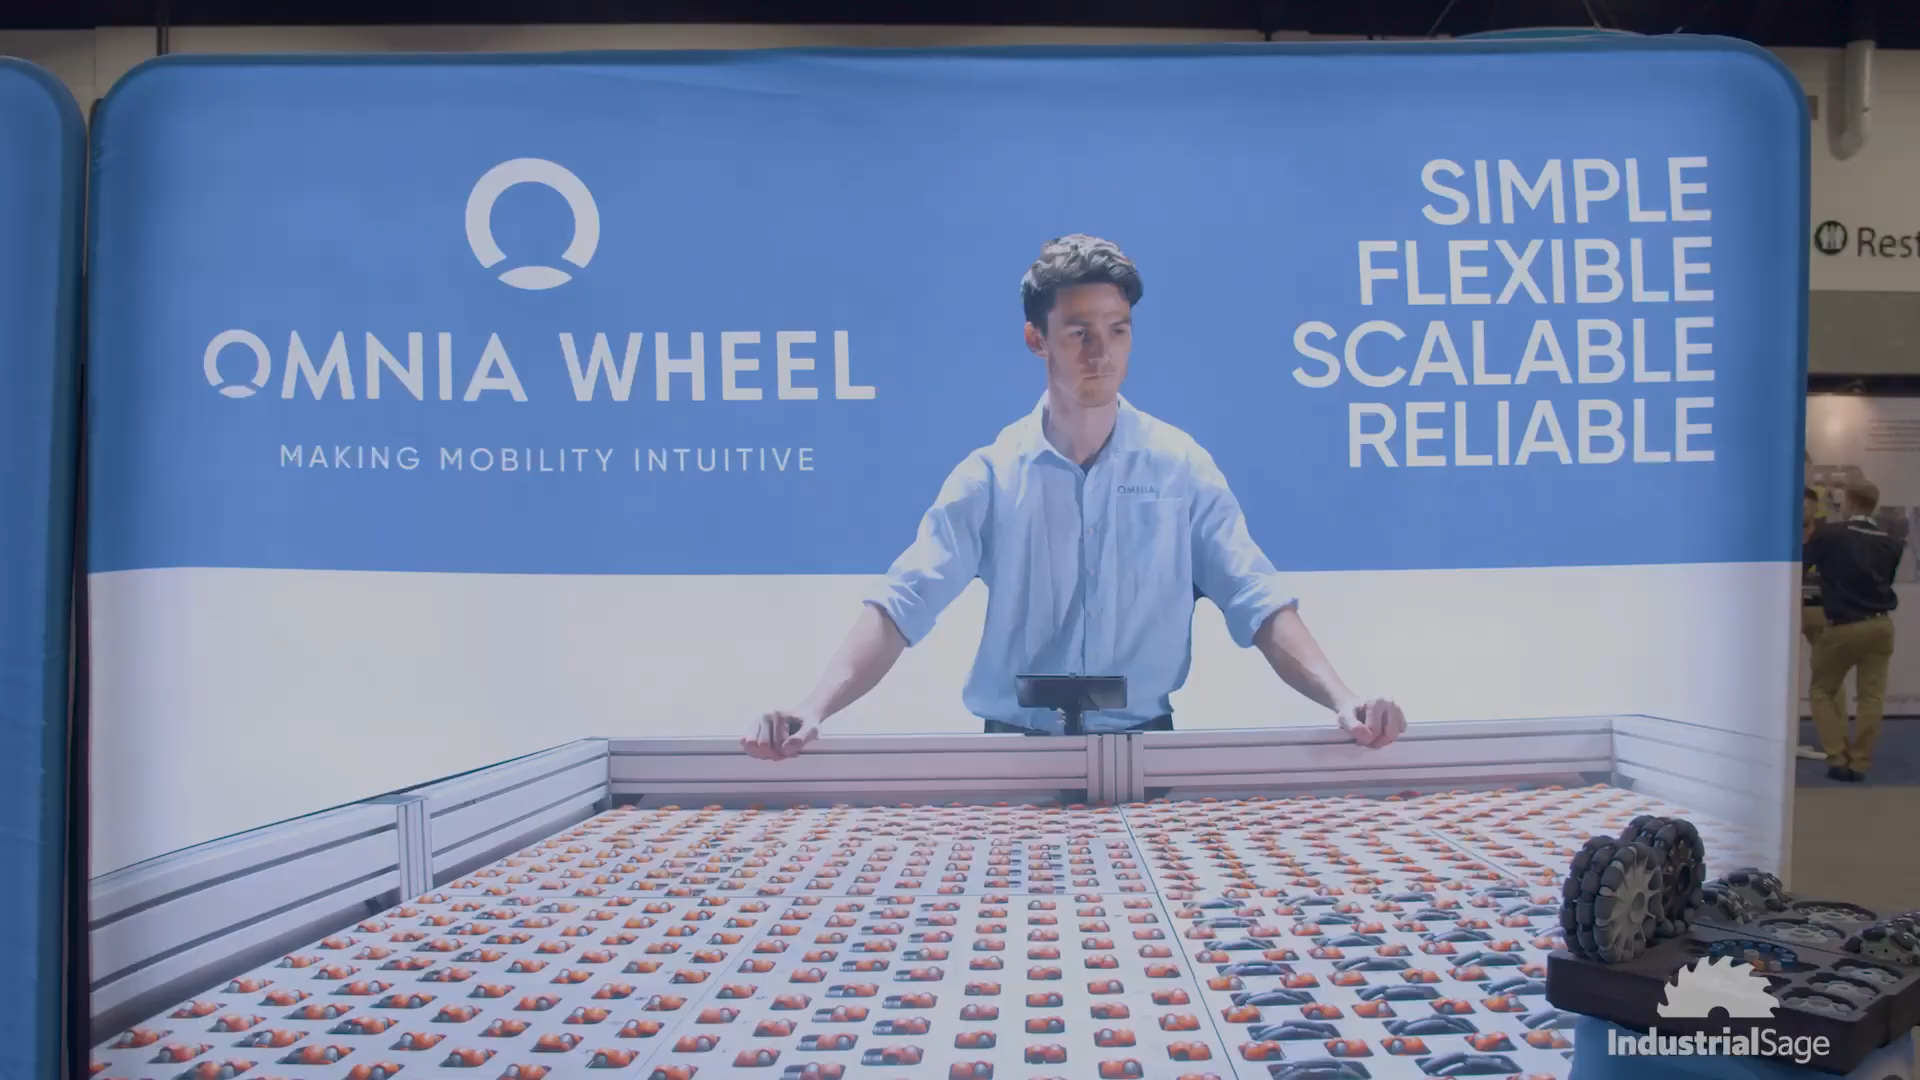 OMNIA WHEEL
MAKING MOBILITY INTUITIVE
SIMPLE
FLEXIBLE
SCALABLE
RELIABLE
OMNIA
Rest
IndustrialSage